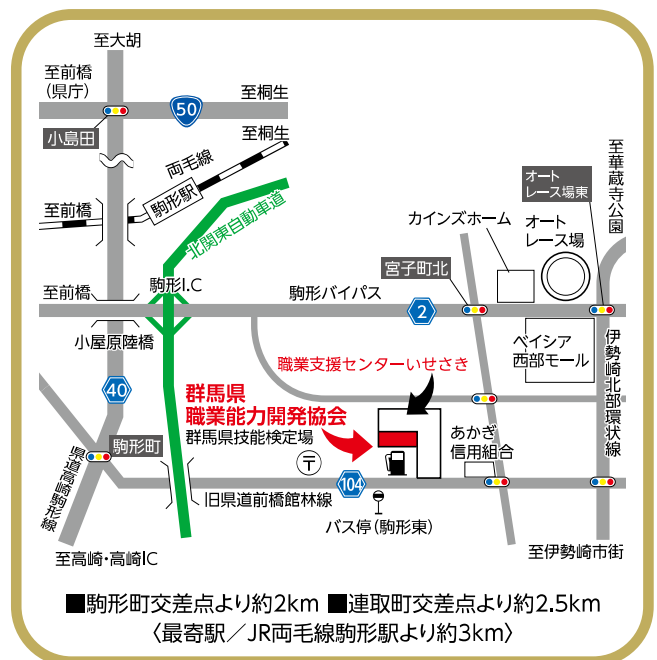 至大胡
至前橋
(県庁)
至桐生
50
小島田
至桐生
両毛線
駒形駅
至前橋
北関東自動車道
至華蔵寺公園
オート
レース場東
カインズホーム
オート
レース場
宮子町北
駒形I.C
至前橋
駒形バイパス
2
小屋原陸橋
ベイシア
西部モール
伊勢崎北部環状線
職業支援センターいせさき
40
群馬県
職業能力開発協会
群馬県技能検定場
駒形町
あかぎ
信用組合
〒
県道高崎駒形線
104
旧県道前橋館林線
バス停(駒形東)
至高崎・高崎IC
至伊勢崎市街
■駒形町交差点より約2km ■連取町交差点より約2.5km
〈最寄駅／JR両毛線駒形駅より約3km〉